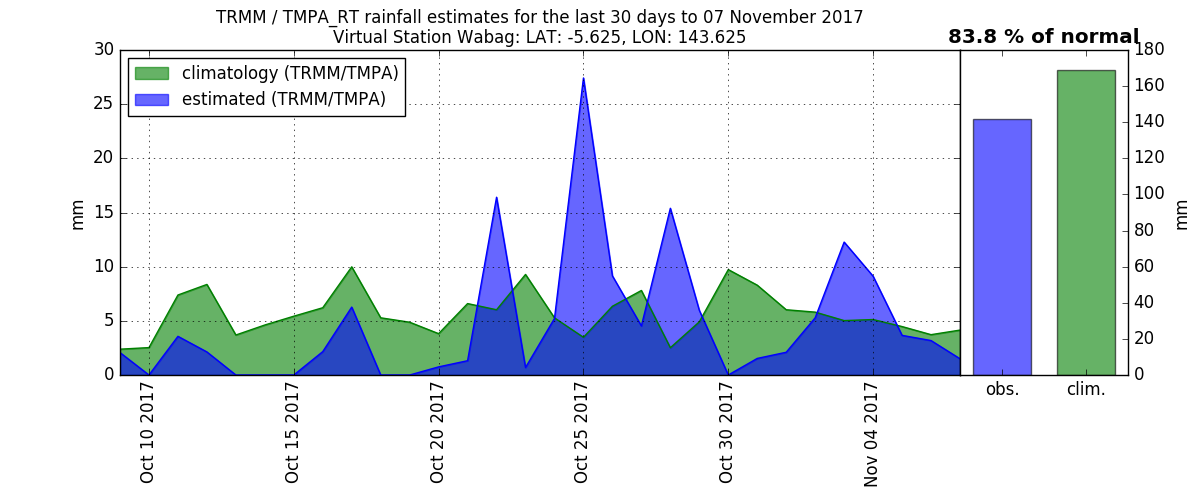 TRMM / TMPA_RT rainfall estimates for the last 30 days to 07 November 2017
Virtual Station Wabag: LAT: -5.625, LON: 143.625
83.8 % of normal
climatology (TRMM/TMPA)
estimated (TRMM/TMPA)
30
25
20
15
10
5
0
mm
Oct 10 2017
Oct 15 2017
Oct 20 2017
Oct 25 2017
Oct 30 2017
Nov 04 2017
obs.
clim.
180
160
140
120
100
80
60
40
20
0
mm